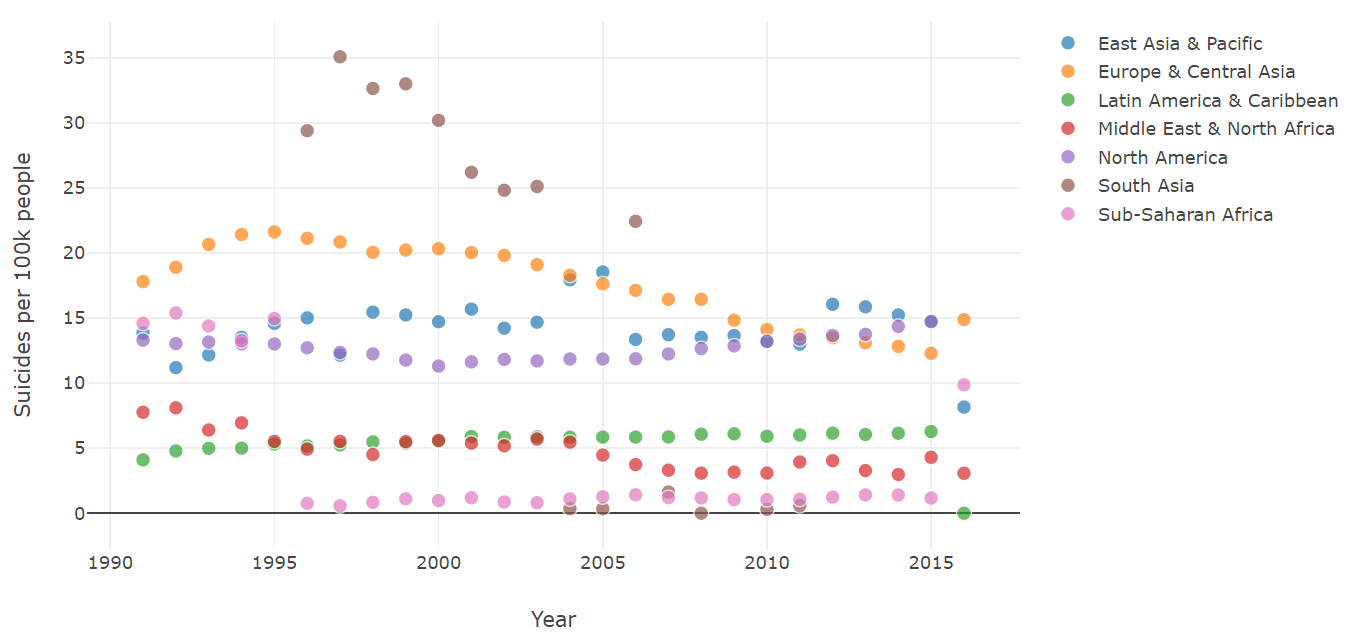 35
30
25
20
15
10
5
0
Suicides per 100k people
1990
1995
2000
2005
2010
2015
Year
East Asia & Pacific
Europe & Central Asia
Latin America & Caribbean
Middle East & North Africa
North America
South Asia
Sub-Saharan Africa